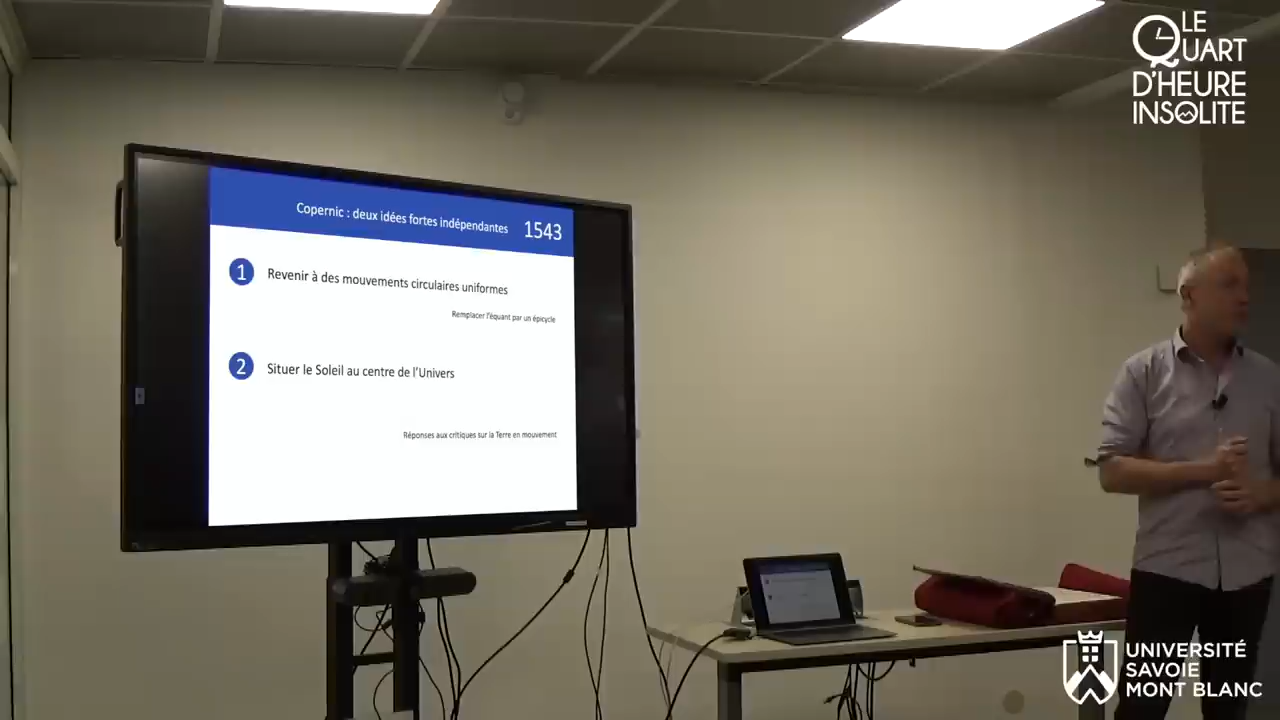 LE
QUART
D'HEURE
INSOLITE
Copernic : deux idées fortes indépendantes 1543
1 Revenir à des mouvements circulaires uniformes
Remplacer l'équant par un épicycle
2 Situer le Soleil au centre de l'Univers
Réponses aux critiques sur la Terre en mouvement
UNIVERSITÉ
SAVOIE
MONT BLANC